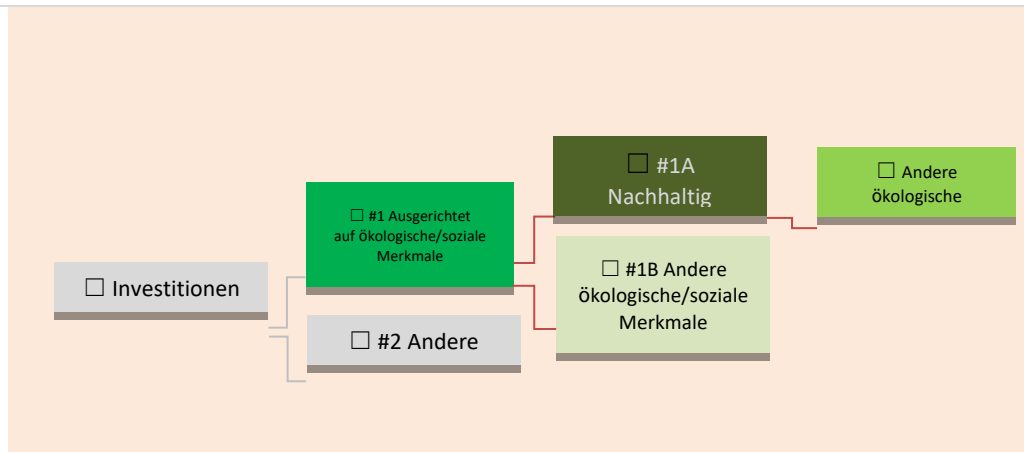 ☐ Investitionen
☐ #1 Ausgerichtet
auf ökologische/soziale
Merkmale
☐ #2 Andere
☐ #1A
Nachhaltig
☐ #1B Andere
ökologische/soziale
Merkmale
☐ Andere
ökologische